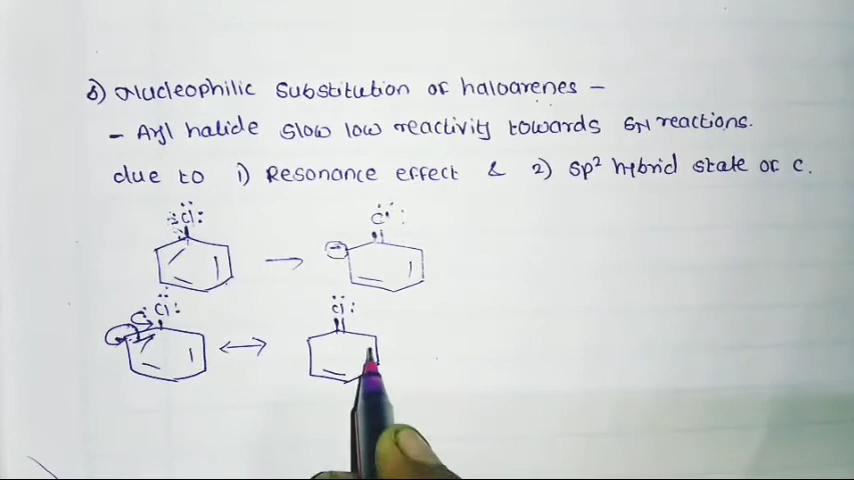 8) Nucleophilic substitution of haloarenes –
- Aryl halide slow low reactivity towards SN reactions.
due to 1) Resonance effect & 2) sp² hybrid state of C.
:Cl: Cl:
Cl: Cl: